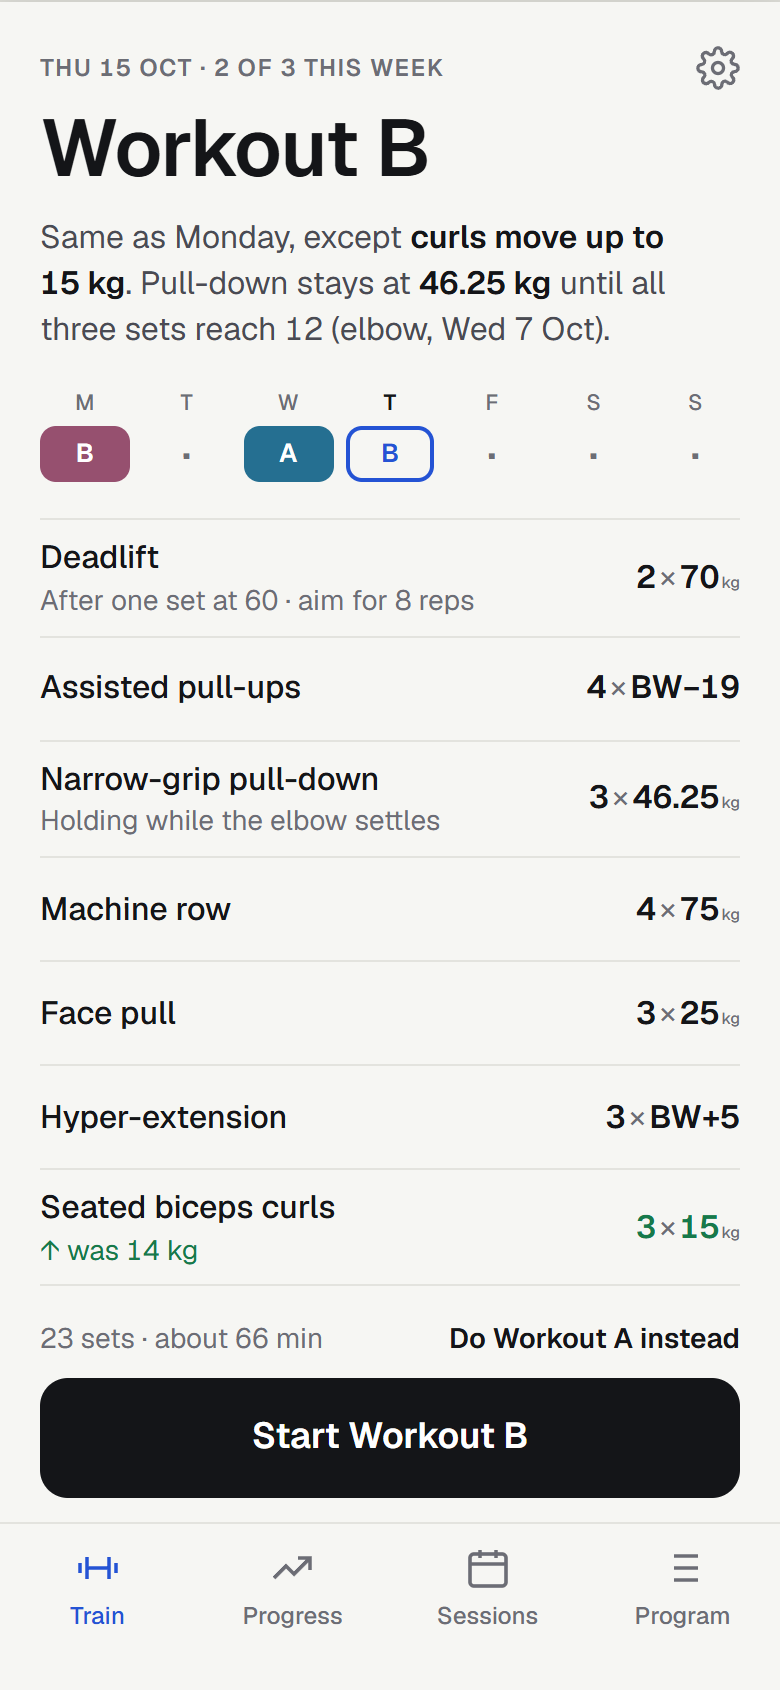 THU 15 OCT · 2 OF 3 THIS WEEK
Workout B
Same as Monday, except curls move up to
15 kg. Pull-down stays at 46.25 kg until all
three sets reach 12 (elbow, Wed 7 Oct).
M T W T F S S
B · A B · · ·
Deadlift
After one set at 60 · aim for 8 reps
2×70kg
Assisted pull-ups
4×BW−19
Narrow-grip pull-down
Holding while the elbow settles
3×46.25kg
Machine row
4×75kg
Face pull
3×25kg
Hyper-extension
3×BW+5
Seated biceps curls
↑ was 14 kg
3×15kg
23 sets · about 66 min
Do Workout A instead
Start Workout B
Train Progress Sessions Program